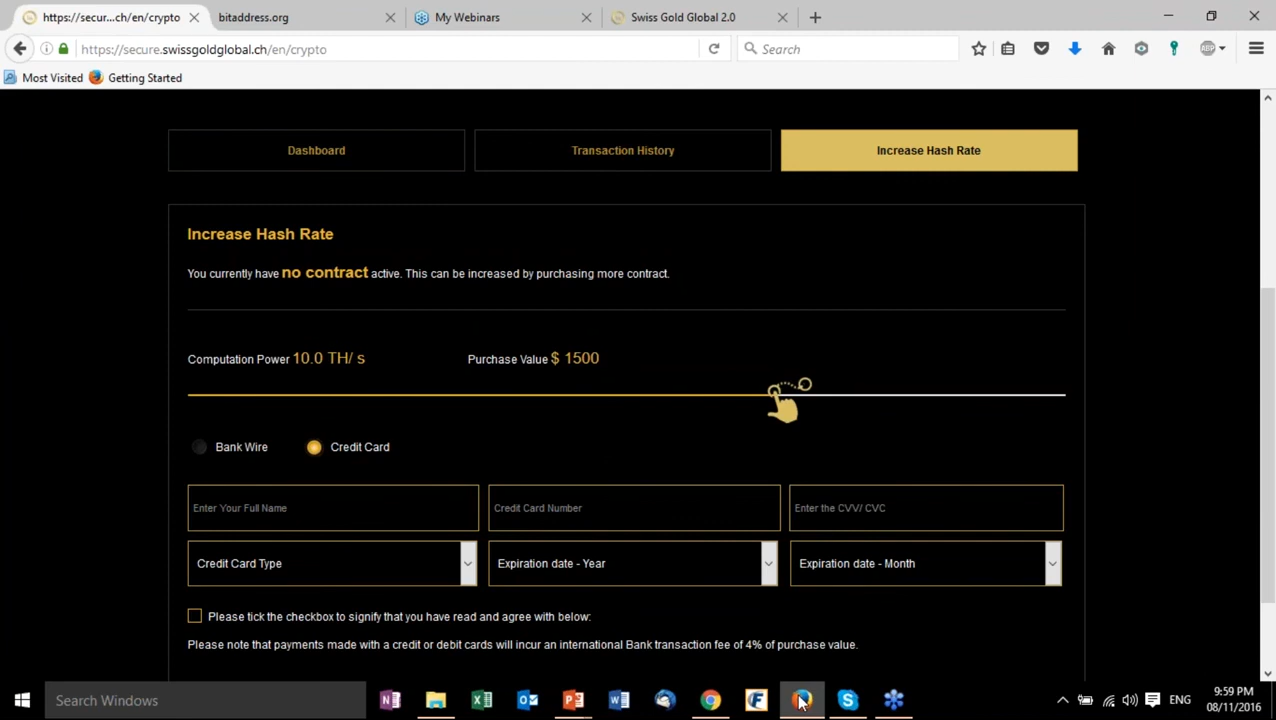 https://secur...ch/en/crypto
bitaddress.org
My Webinars
Swiss Gold Global 2.0
https://secure.swissgoldglobal.ch/en/crypto
Search
ABP
Most Visited
Getting Started
Dashboard
Transaction History
Increase Hash Rate
Increase Hash Rate
You currently have no contract active. This can be increased by purchasing more contract.
Computation Power 10.0 TH/ s
Purchase Value $ 1500
Bank Wire
Credit Card
Enter Your Full Name
Credit Card Number
Enter the CVV/ CVC
Credit Card Type
Expiration date - Year
Expiration date - Month
Please tick the checkbox to signify that you have read and agree with below:
Please note that payments made with a credit or debit cards will incur an international Bank transaction fee of 4% of purchase value.
Search Windows
ENG
9:59 PM
08/11/2016